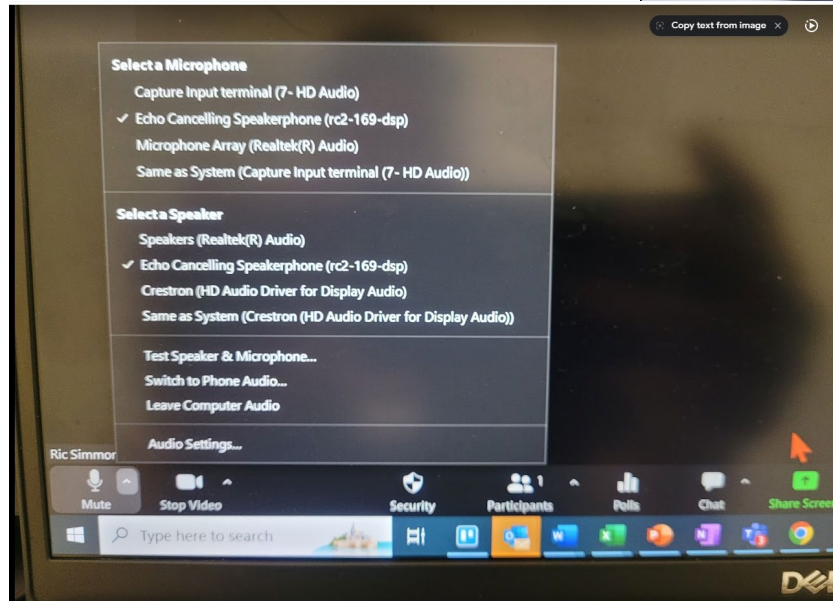 Copy text from image
Select a Microphone
Capture Input terminal (7- HD Audio)
Echo Cancelling Speakerphone (rc2-169-dsp)
Microphone Array (Realtek(R) Audio)
Same as System (Capture Input terminal (7- HD Audio))
Select a Speaker
Speakers (Realtek(R) Audio)
Echo Cancelling Speakerphone (rc2-169-dsp)
Crestron (HD Audio Driver for Display Audio)
Same as System (Crestron (HD Audio Driver for Display Audio))
Test Speaker & Microphone...
Switch to Phone Audio...
Leave Computer Audio
Audio Settings...
Ric Simmor
1
Mute Stop Video Security Participants Polls Chat Share Screen
Type here to search